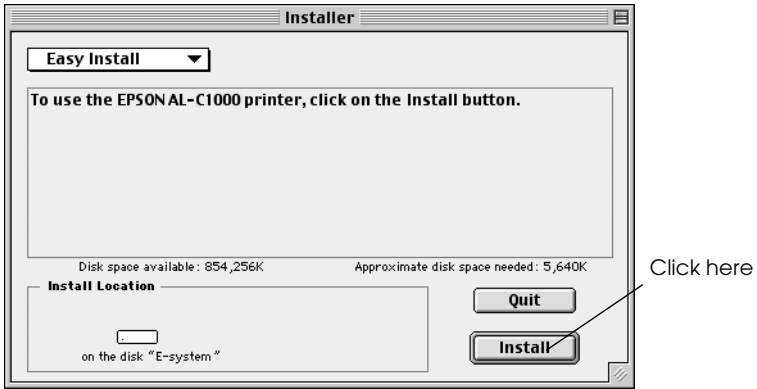 Installer
Easy Install
To use the EPSON AL-C1000 printer, click on the Install button.
Disk space available: 854,256K
Approximate disk space needed: 5,640K
Click here
Install Location
Quit
Install
on the disk "E-system"